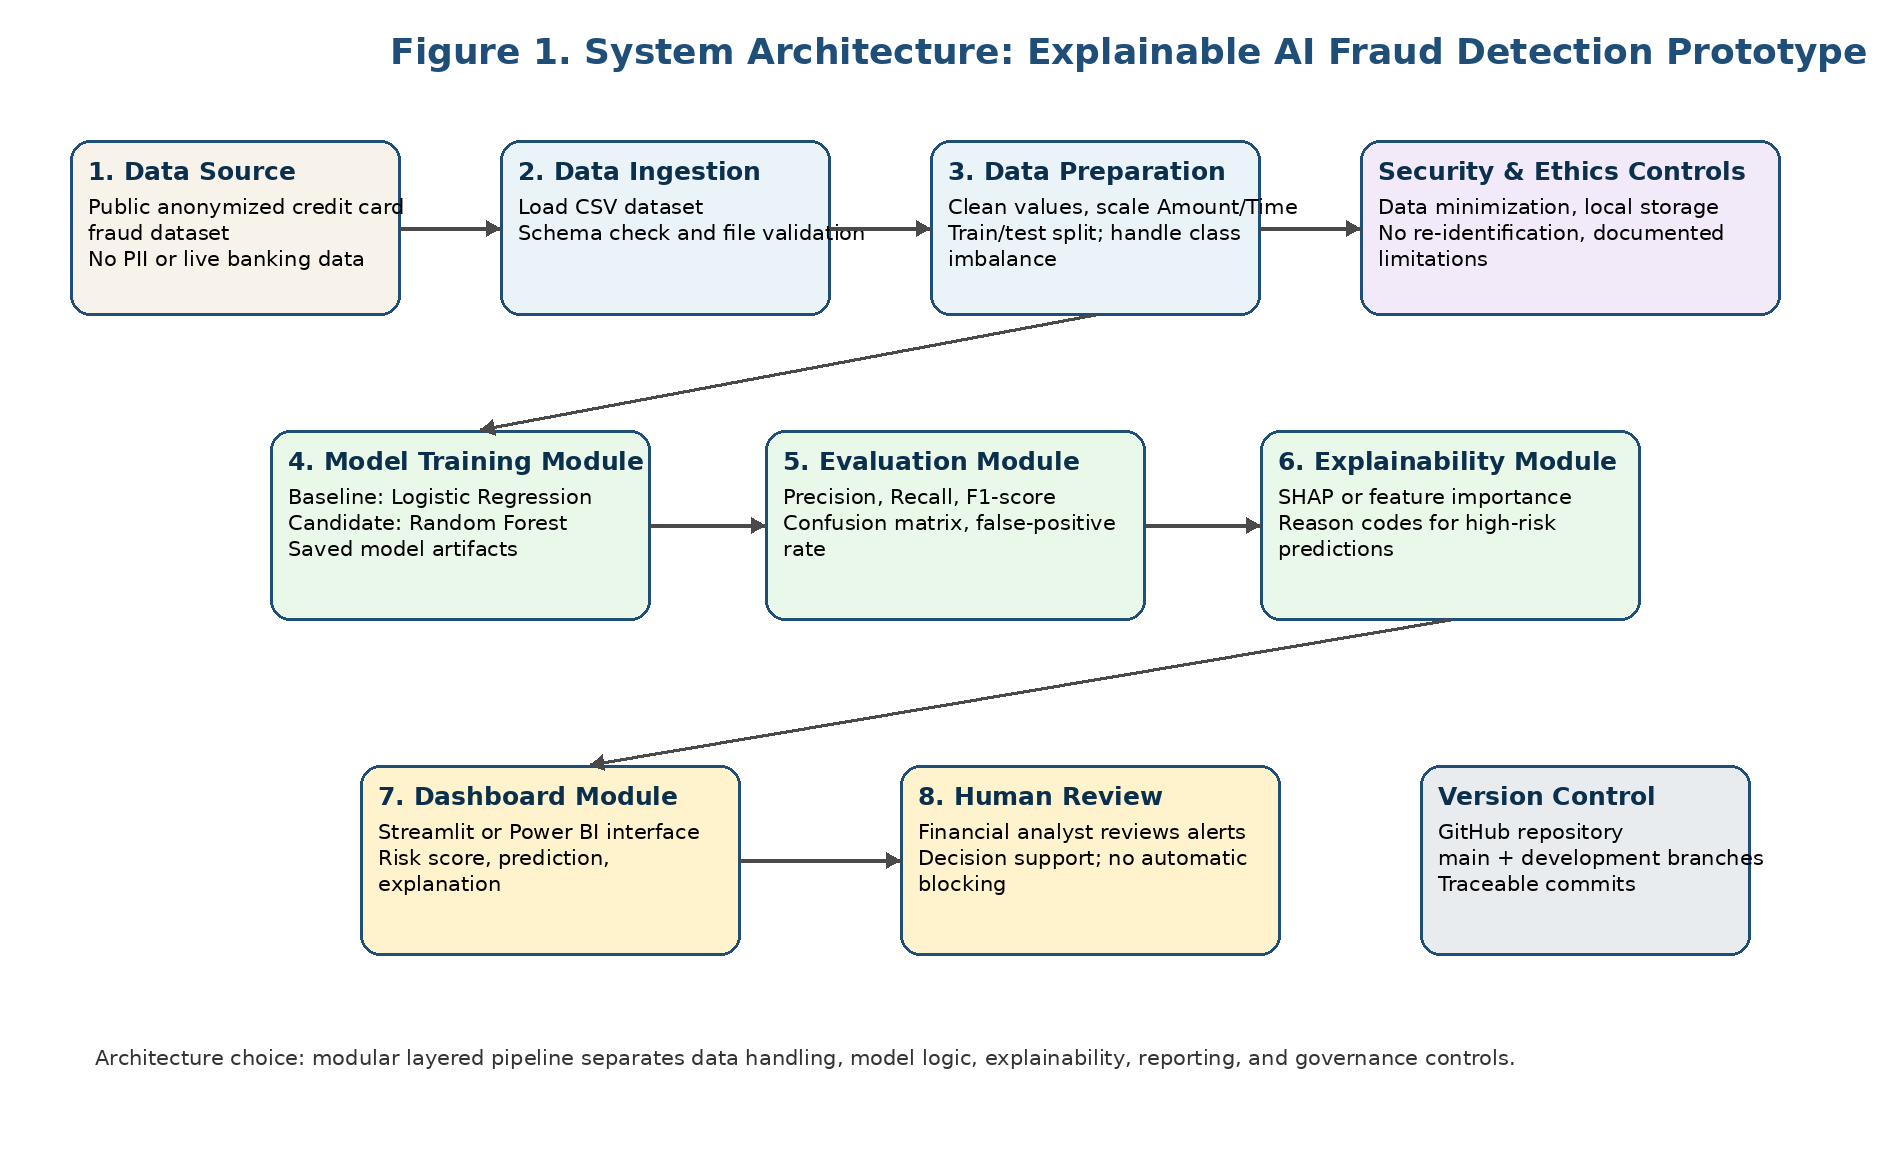 Figure 1. System Architecture: Explainable AI Fraud Detection Prototype
1. Data Source
Public anonymized credit card
fraud dataset
No PII or live banking data
2. Data Ingestion
Load CSV dataset
Schema check and file validation
3. Data Preparation
Clean values, scale Amount/Time
Train/test split; handle class
imbalance
Security & Ethics Controls
Data minimization, local storage
No re-identification, documented
limitations
4. Model Training Module
Baseline: Logistic Regression
Candidate: Random Forest
Saved model artifacts
5. Evaluation Module
Precision, Recall, F1-score
Confusion matrix, false-positive
rate
6. Explainability Module
SHAP or feature importance
Reason codes for high-risk
predictions
7. Dashboard Module
Streamlit or Power BI interface
Risk score, prediction,
explanation
8. Human Review
Financial analyst reviews alerts
Decision support; no automatic
blocking
Version Control
GitHub repository
main + development branches
Traceable commits
Architecture choice: modular layered pipeline separates data handling, model logic, explainability, reporting, and governance controls.